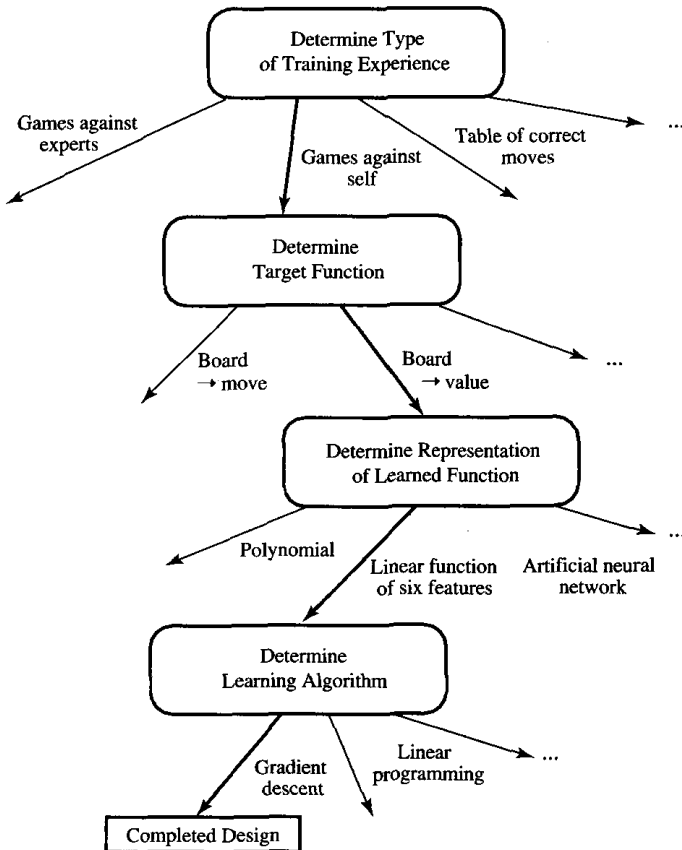 Determine Type
of Training Experience
Games against
experts
Games against
self
Table of correct
moves
...
Determine
Target Function
Board
→ move
Board
→ value
...
Determine Representation
of Learned Function
Polynomial
Linear function
of six features
Artificial neural
network
...
Determine
Learning Algorithm
Gradient
descent
Linear
programming
...
Completed Design